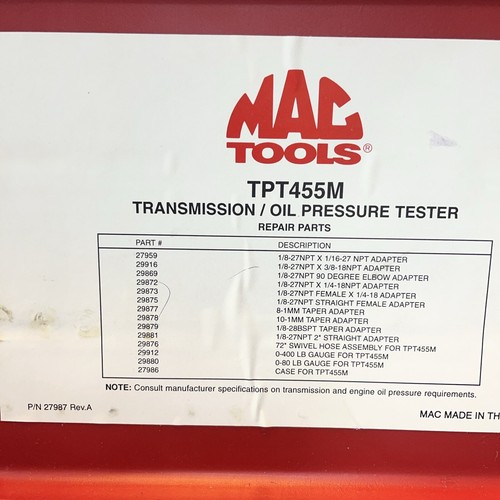 MAC
TOOLS®
TPT455M
TRANSMISSION / OIL PRESSURE TESTER
REPAIR PARTS
PART # DESCRIPTION
27959 1/8-27NPT X 1/16-27 NPT ADAPTER
29916 1/8-27NPT X 3/8-18NPT ADAPTER
29869 1/8-27NPT 90 DEGREE ELBOW ADAPTER
29872 1/8-27NPT X 1/4-18NPT ADAPTER
29873 1/8-27NPT FEMALE X 1/4-18 ADAPTER
29875 1/8-27NPT STRAIGHT FEMALE ADAPTER
29877 8-1MM TAPER ADAPTER
29878 10-1MM TAPER ADAPTER
29879 1/8-28BSPT TAPER ADAPTER
29881 1/8-27NPT 2" STRAIGHT ADAPTER
29876 72" SWIVEL HOSE ASSEMBLY FOR TPT455M
29912 0-400 LB GAUGE FOR TPT455M
29880 0-80 LB GAUGE FOR TPT455M
27986 CASE FOR TPT455M
NOTE: Consult manufacturer specifications on transmission and engine oil pressure requirements.
P/N 27987 Rev.A
MAC MADE IN TH